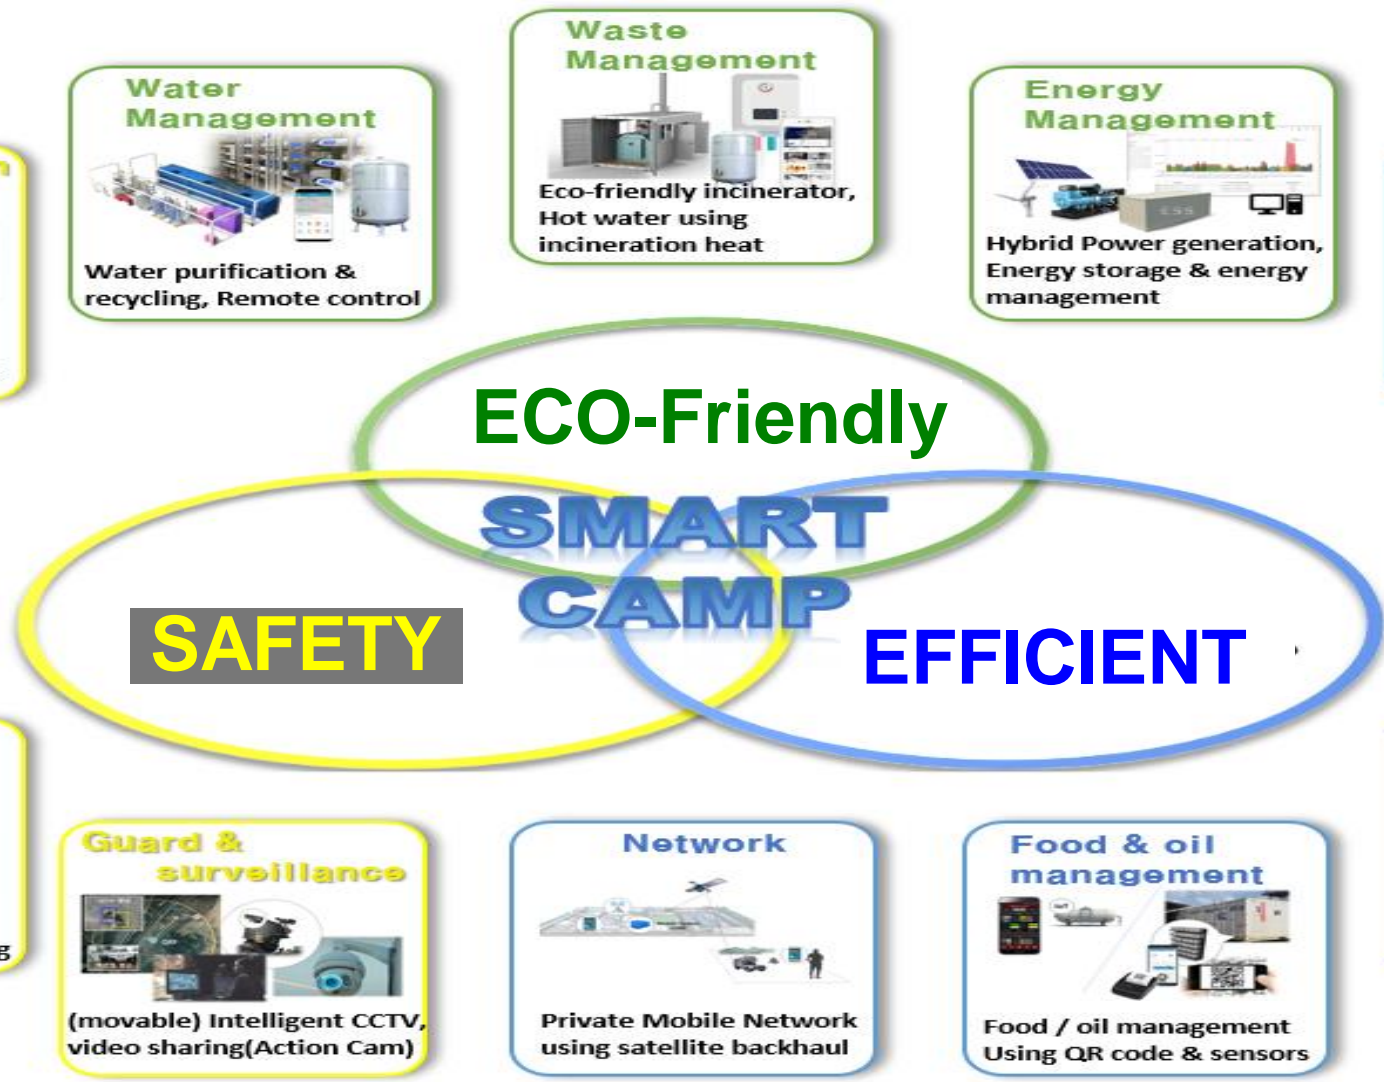 Waste
Management
Eco-friendly incinerator,
Hot water using
incineration heat
Water
Management
Water purification &
recycling, Remote control
Energy
Management
ESS
Hybrid Power generation,
Energy storage & energy
management
ECO-Friendly
SMART
CAMP
SAFETY
EFFICIENT
Guard &
surveillance
(movable) Intelligent CCTV,
video sharing(Action Cam)
Network
Private Mobile Network
using satellite backhaul
Food & oil
management
IoT
Food / oil management
Using QR code & sensors